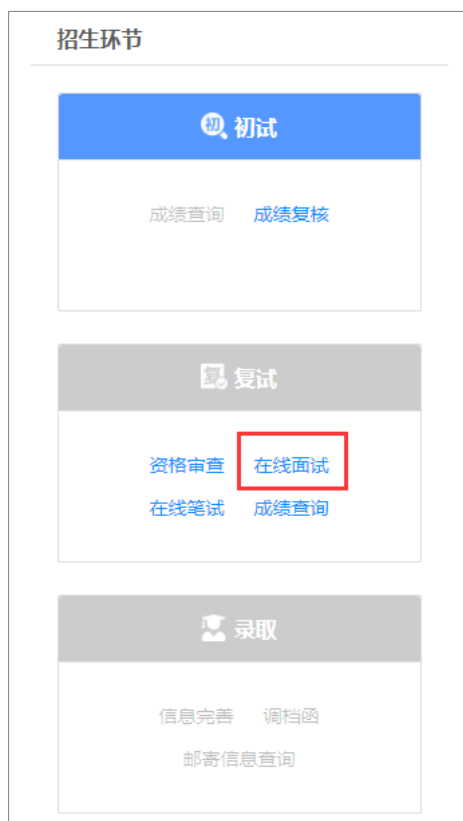 招生环节
初 初试
成绩查询 成绩复核
复 复试
资格审查 在线面试
在线笔试 成绩查询
录取
信息完善 调档函
邮寄信息查询